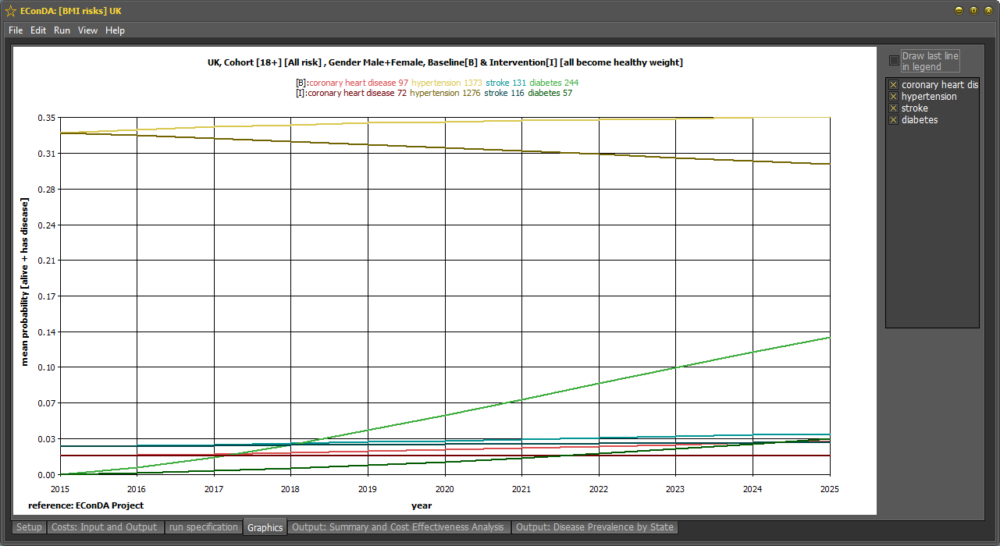 EConDA: [BMI risks] UK
File Edit Run View Help
UK, Cohort [18+] [All risk] , Gender Male+Female, Baseline[B] & Intervention[I] [all become healthy weight]
[B]:coronary heart disease 97 hypertension 1373 stroke 131 diabetes 244
[I]:coronary heart disease 72 hypertension 1276 stroke 116 diabetes 57
Draw last line
in legend
coronary heart dis
hypertension
stroke
diabetes
mean probability [alive + has disease]
0.35
0.31
0.28
0.24
0.21
0.17
0.14
0.10
0.07
0.03
0.00
2015 2016 2017 2018 2019 2020 2021 2022 2023 2024 2025
reference: EConDA Project
year
Setup Costs: Input and Output run specification Graphics Output: Summary and Cost Effectiveness Analysis Output: Disease Prevalence by State